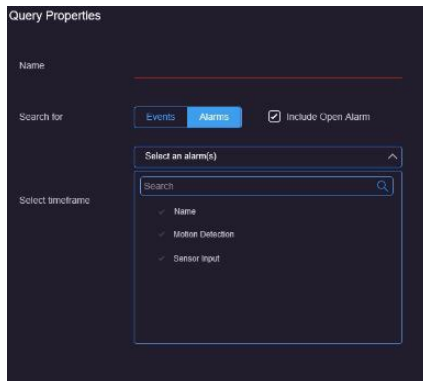 Query Properties
Name
Search for Events Alarms Include Open Alarm
Select an alarm(s)
Search
Select timeframe
Name
Motion Detection
Sensor Input